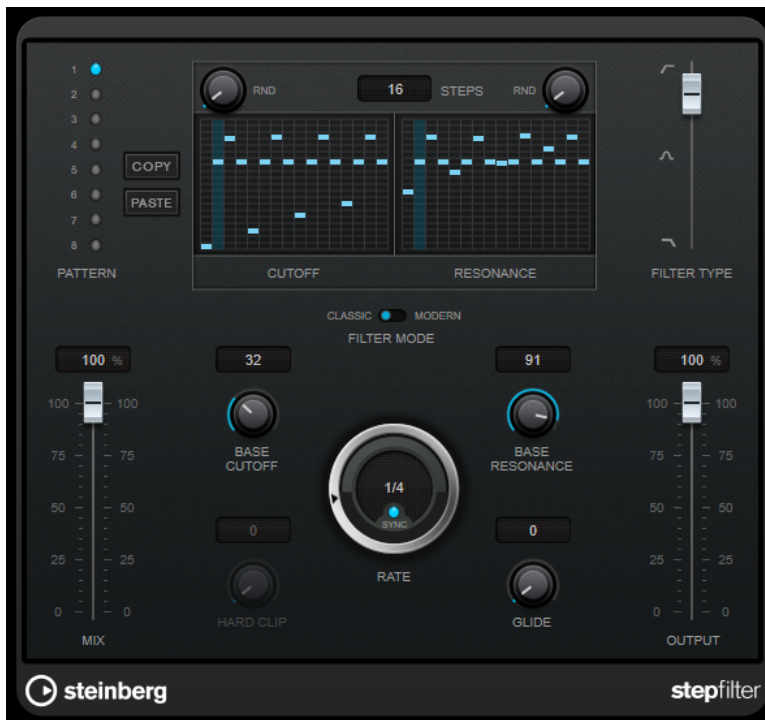 1
2
3
4
5
6
7
8
COPY
PASTE
PATTERN
RND
16
STEPS
RND
CUTOFF
RESONANCE
FILTER TYPE
CLASSIC
MODERN
FILTER MODE
100 %
32
91
100 %
100
100
75
75
50
50
25
25
0
0
MIX
BASE
CUTOFF
0
HARD CLIP
1/4
SYNC
RATE
BASE
RESONANCE
0
GLIDE
100
100
75
75
50
50
25
25
0
0
OUTPUT
steinberg
stepfilter